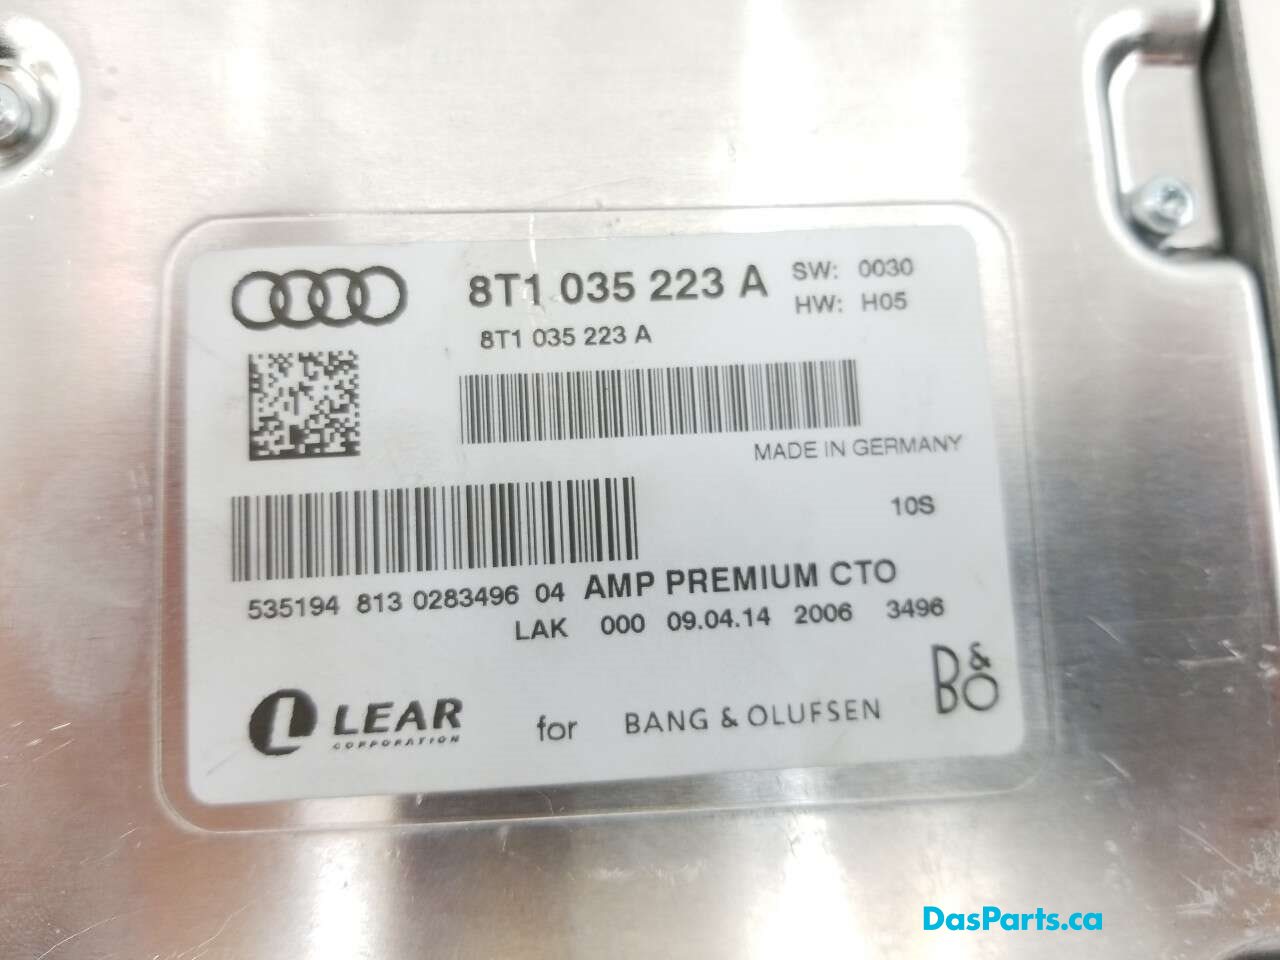 8T1 035 223 A
SW: 0030
HW: H05
8T1 035 223 A
MADE IN GERMANY
10S
535194 813 0283496 04 AMP PREMIUM CTO
LAK 000 09.04.14 2006 3496
LEAR
CORPORATION
for BANG & OLUFSEN
B&O
DasParts.ca